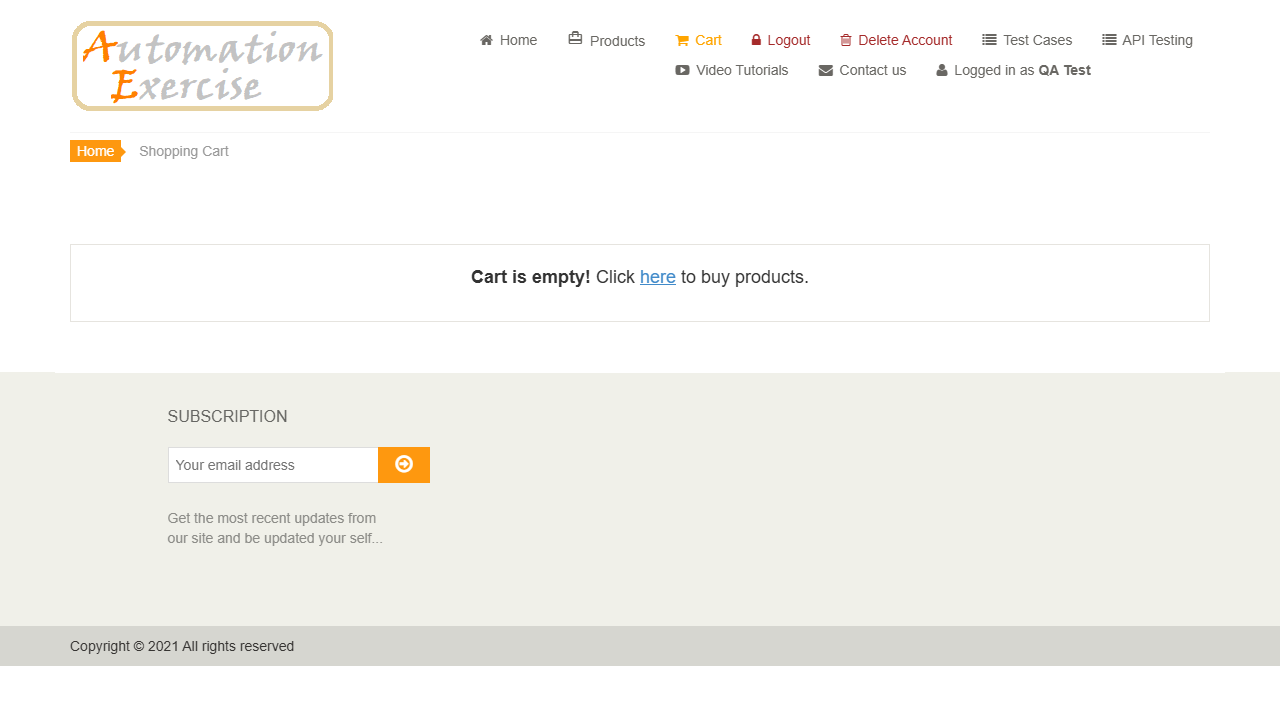 Automation
Exercise
Home
Products
Cart
Logout
Delete Account
Test Cases
API Testing
Video Tutorials
Contact us
Logged in as QA Test
Home
Shopping Cart
Cart is empty! Click here to buy products.
SUBSCRIPTION
Your email address
Get the most recent updates from
our site and be updated your self...
Copyright © 2021 All rights reserved